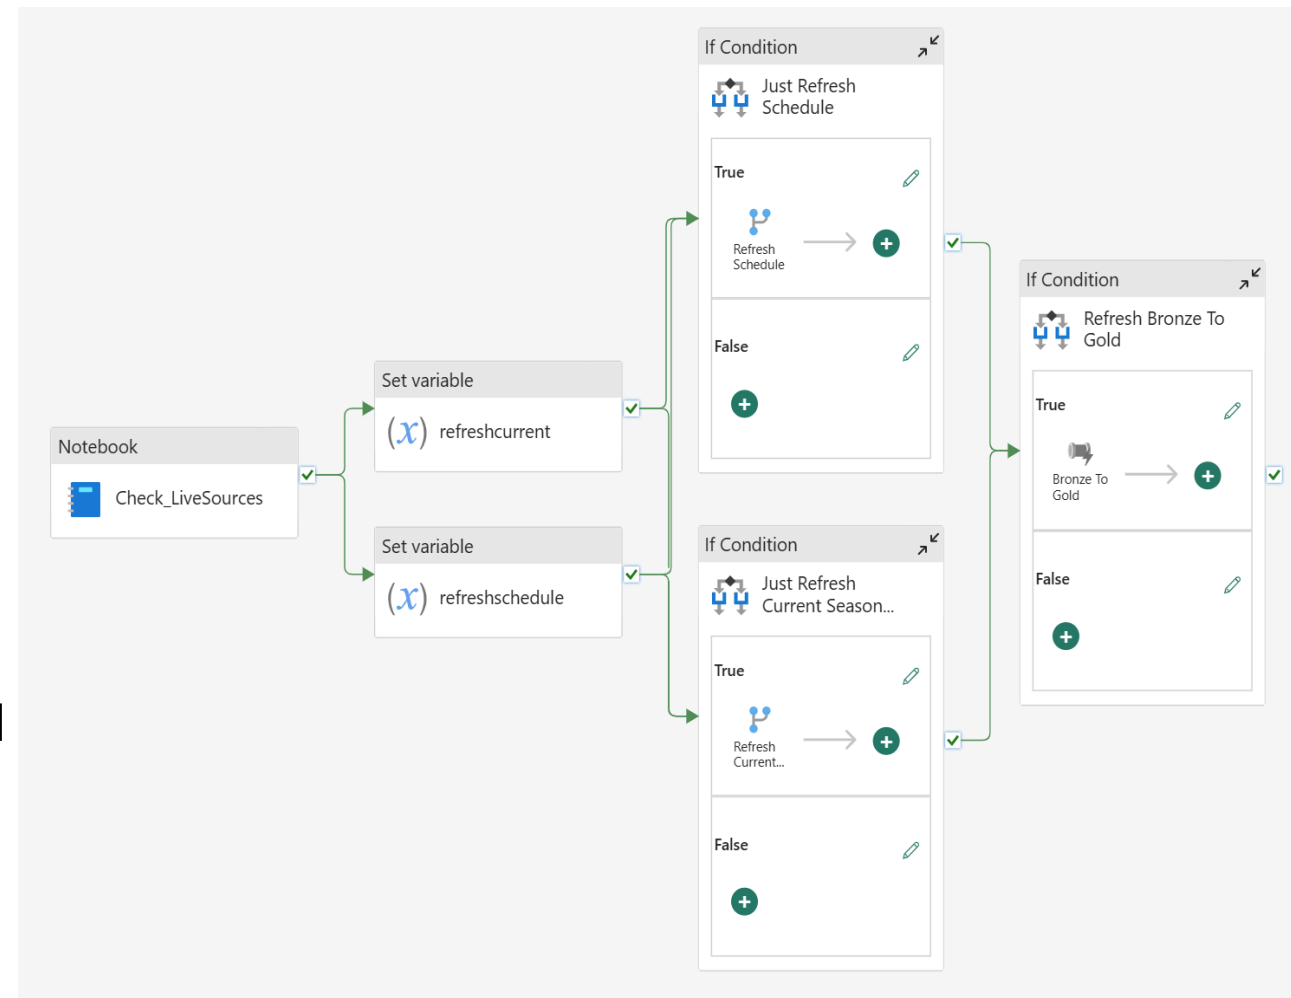 Notebook
Check_LiveSources
Set variable
(x) refreshcurrent
Set variable
(x) refreshschedule
If Condition
Just Refresh
Schedule
True
Refresh
Schedule
False
If Condition
Just Refresh
Current Season...
True
Refresh
Current...
False
If Condition
Refresh Bronze To
Gold
True
Bronze To
Gold
False